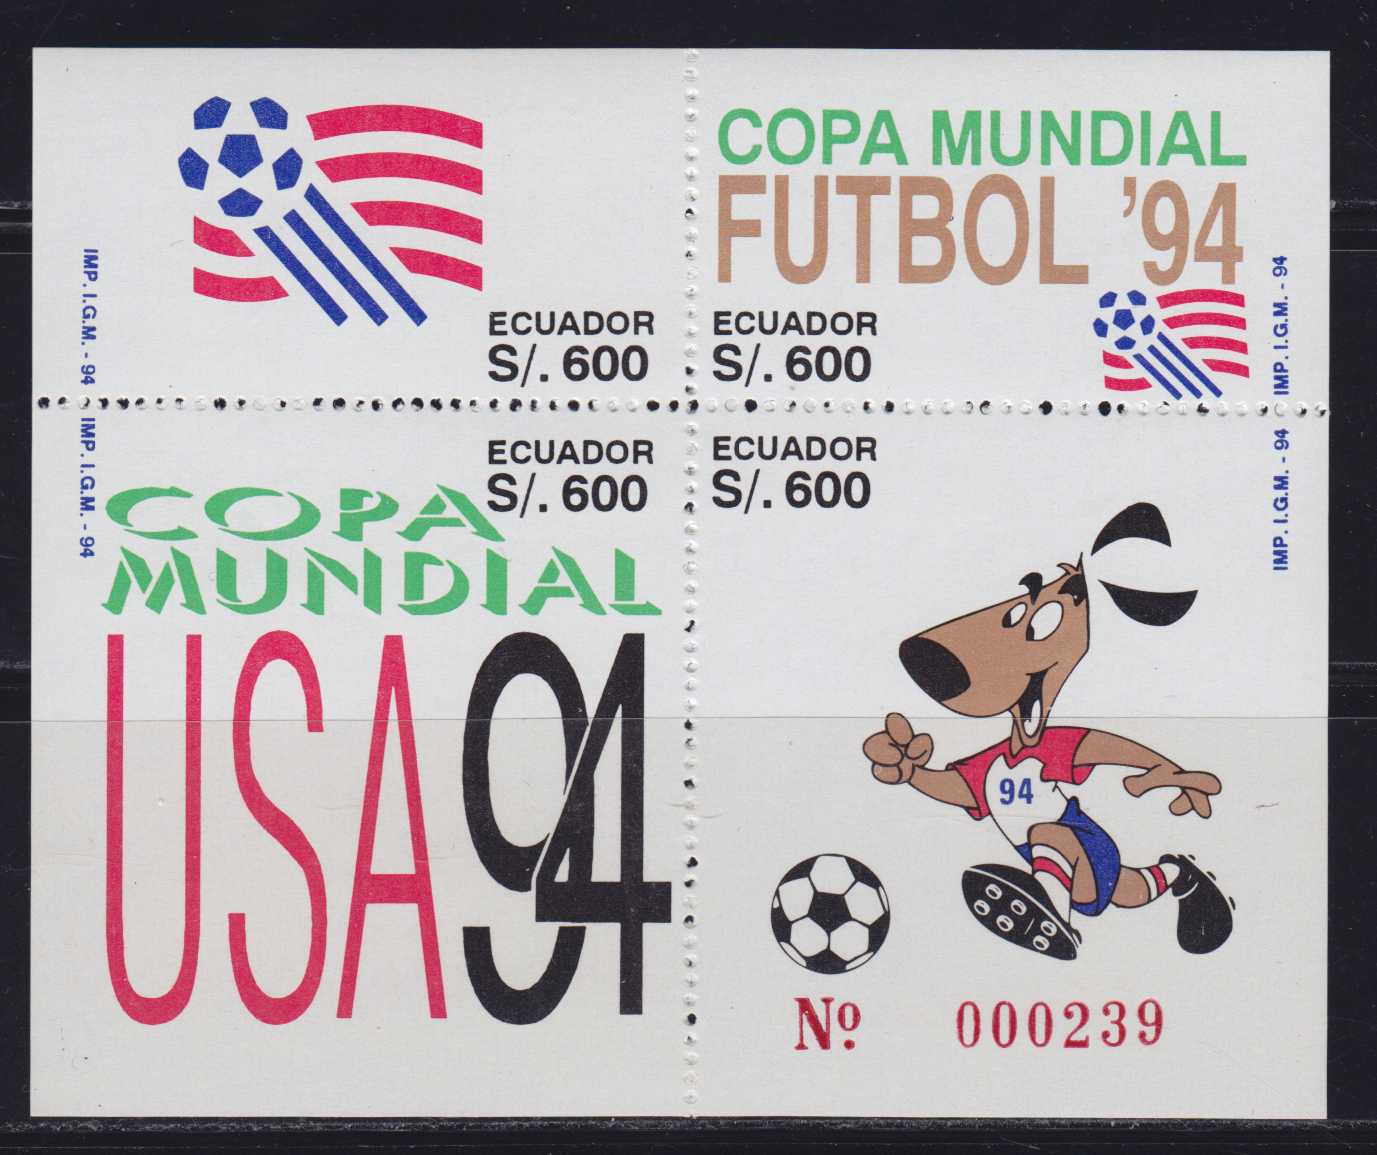 IMP. I.G.M. - 94
ECUADOR
S/. 600
COPA MUNDIAL
FUTBOL '94
ECUADOR
S/. 600
IMP. I.G.M. - 94
IMP. I.G.M. - 94
ECUADOR
S/. 600
COPA
MUNDIAL
USA94
ECUADOR
S/. 600
IMP. I.G.M. - 94
94
Nº 000239